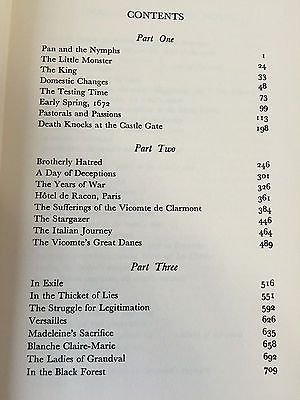 CONTENTS
Part One
Pan and the Nymphs 1
The Little Monster 24
The King 33
Domestic Changes 48
The Testing Time 73
Early Spring, 1672 99
Pastorals and Passions 113
Death Knocks at the Castle Gate 198
Part Two
Brotherly Hatred 246
A Day of Deceptions 301
The Years of War 326
Hôtel de Racon, Paris 361
The Sufferings of the Vicomte de Clarmont 384
The Stargazer 446
The Italian Journey 464
The Vicomte's Great Danes 489
Part Three
In Exile 516
In the Thicket of Lies 551
The Struggle for Legitimation 592
Versailles 626
Madeleine's Sacrifice 635
Blanche Claire-Marie 658
The Ladies of Grandval 692
In the Black Forest 709